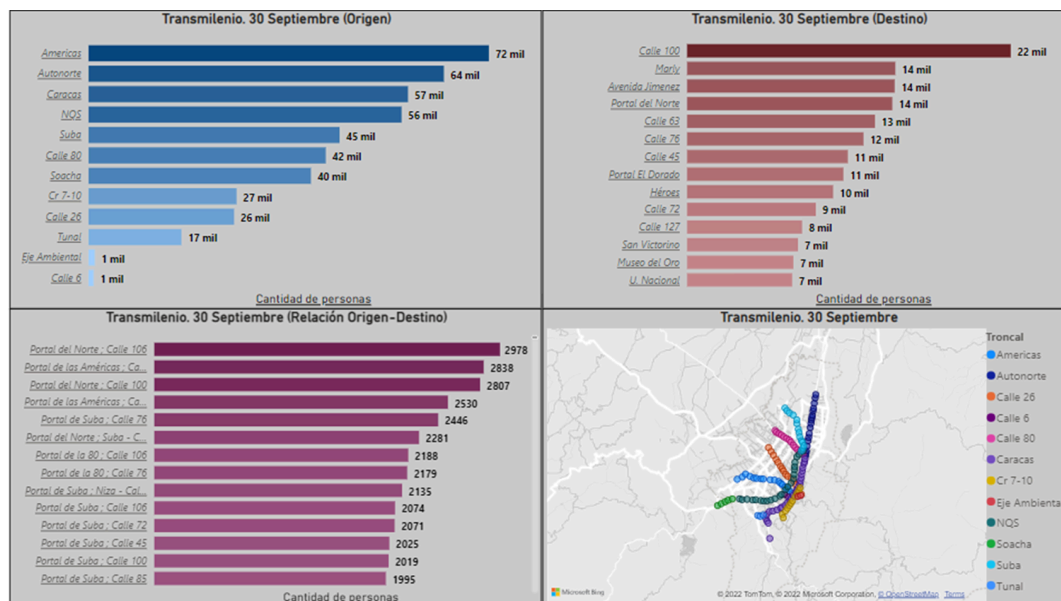 Transmilenio. 30 Septiembre (Origen)
Americas 72 mil
Autonorte 64 mil
Caracas 57 mil
NQS 56 mil
Suba 45 mil
Calle 80 42 mil
Soacha 40 mil
Cr 7-10 27 mil
Calle 26 26 mil
Tunal 17 mil
Eje Ambiental 1 mil
Calle 6 1 mil
Cantidad de personas
Transmilenio. 30 Septiembre (Destino)
Calle 100 22 mil
Marly 14 mil
Avenida Jimenez 14 mil
Portal del Norte 14 mil
Calle 63 13 mil
Calle 76 12 mil
Calle 45 11 mil
Portal El Dorado 11 mil
Héroes 10 mil
Calle 72 9 mil
Calle 127 8 mil
San Victorino 7 mil
Museo del Oro 7 mil
U. Nacional 7 mil
Cantidad de personas
Transmilenio. 30 Septiembre (Relación Origen-Destino)
Portal del Norte ; Calle 106 2978
Portal de las Américas ; Ca... 2838
Portal del Norte ; Calle 100 2807
Portal de las Américas ; Ca... 2530
Portal de Suba ; Calle 76 2446
Portal del Norte ; Suba - C... 2281
Portal de la 80 ; Calle 106 2188
Portal de la 80 ; Calle 76 2179
Portal de Suba ; Niza - Cal... 2135
Portal de Suba ; Calle 106 2074
Portal de Suba ; Calle 72 2071
Portal de Suba ; Calle 45 2025
Portal de Suba ; Calle 100 2019
Portal de Suba ; Calle 85 1995
Cantidad de personas
Transmilenio. 30 Septiembre
Troncal
Americas
Autonorte
Calle 26
Calle 6
Calle 80
Caracas
Cr 7-10
Eje Ambiental
NQS
Soacha
Suba
Tunal
Microsoft Bing
© 2022 TomTom, © 2022 Microsoft Corporation, © OpenStreetMap Terms